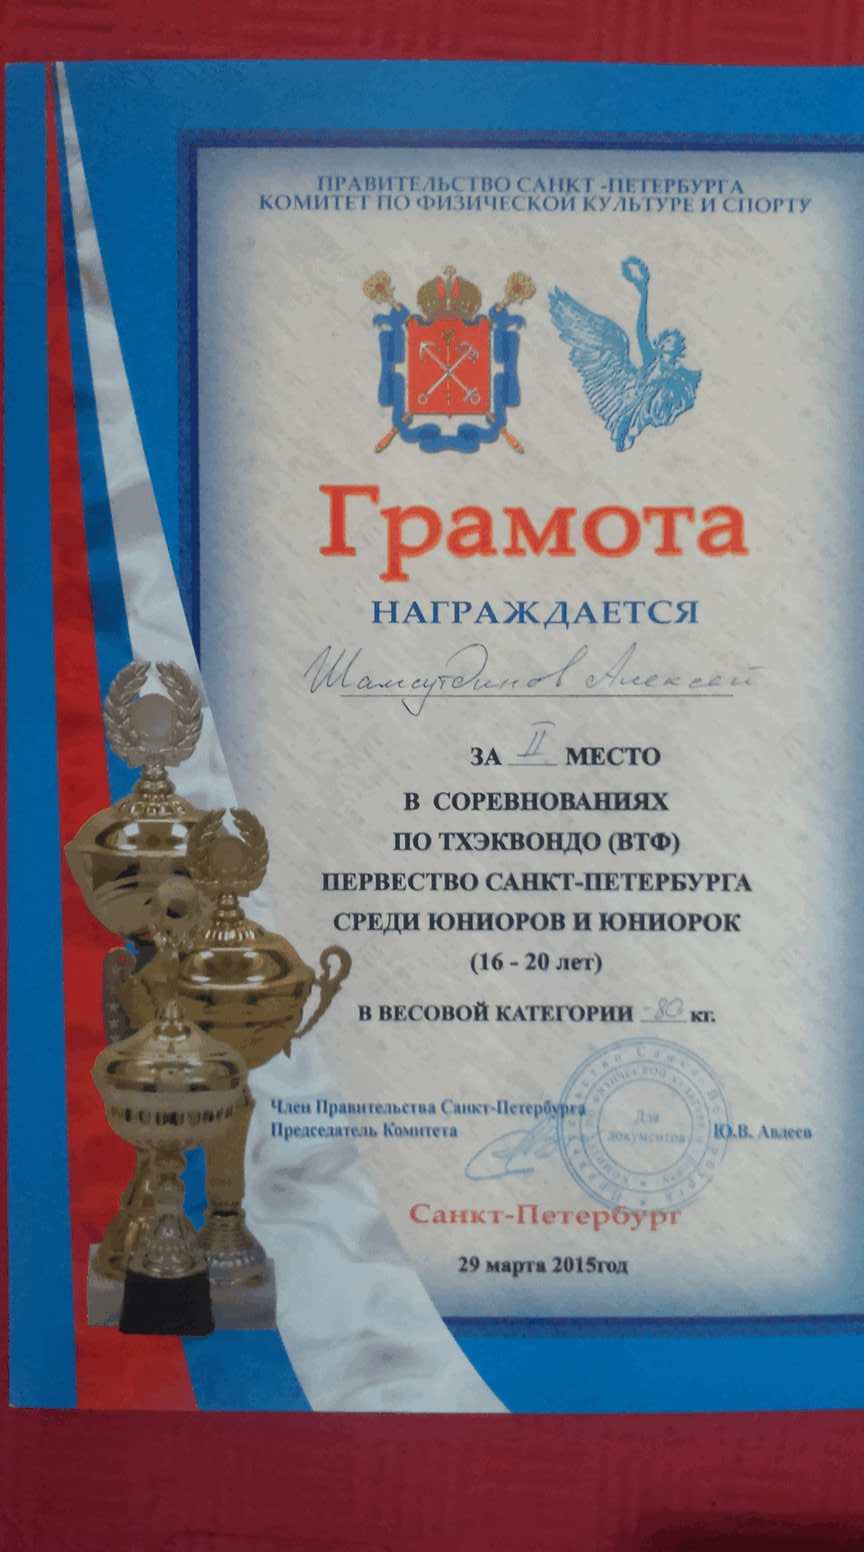 ПРАВИТЕЛЬСТВО САНКТ -ПЕТЕРБУРГА
КОМИТЕТ ПО ФИЗИЧЕСКОЙ КУЛЬТУРЕ И СПОРТУ
Грамота
НАГРАЖДАЕТСЯ
Шамсутдинов Алексей
ЗА II МЕСТО
В СОРЕВНОВАНИЯХ
ПО ТХЭКВОНДО (ВТФ)
ПЕРВЕСТВО САНКТ-ПЕТЕРБУРГА
СРЕДИ ЮНИОРОВ И ЮНИОРОК
(16 - 20 лет)
В ВЕСОВОЙ КАТЕГОРИИ -80 кг.
Член Правительства Санкт-Петербурга
Председатель Комитета Ю.В. Авдеев
Для
документов
Санкт-Петербург
29 марта 2015год